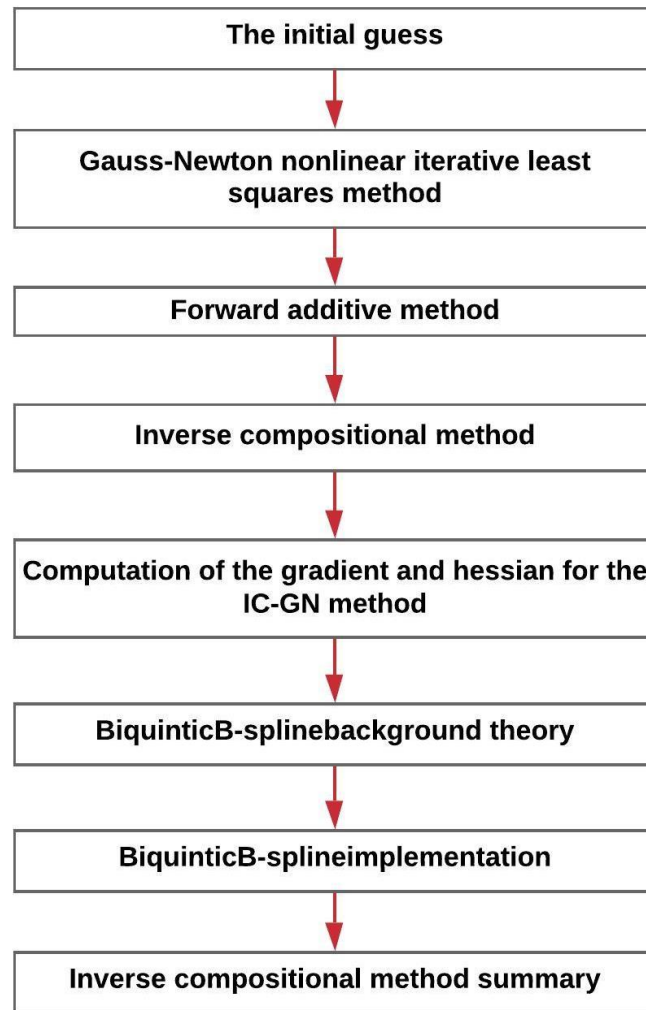 The initial guess
Gauss-Newton nonlinear iterative least
squares method
Forward additive method
Inverse compositional method
Computation of the gradient and hessian for the
IC-GN method
BiquinticB-splinebackground theory
BiquinticB-splineimplementation
Inverse compositional method summary